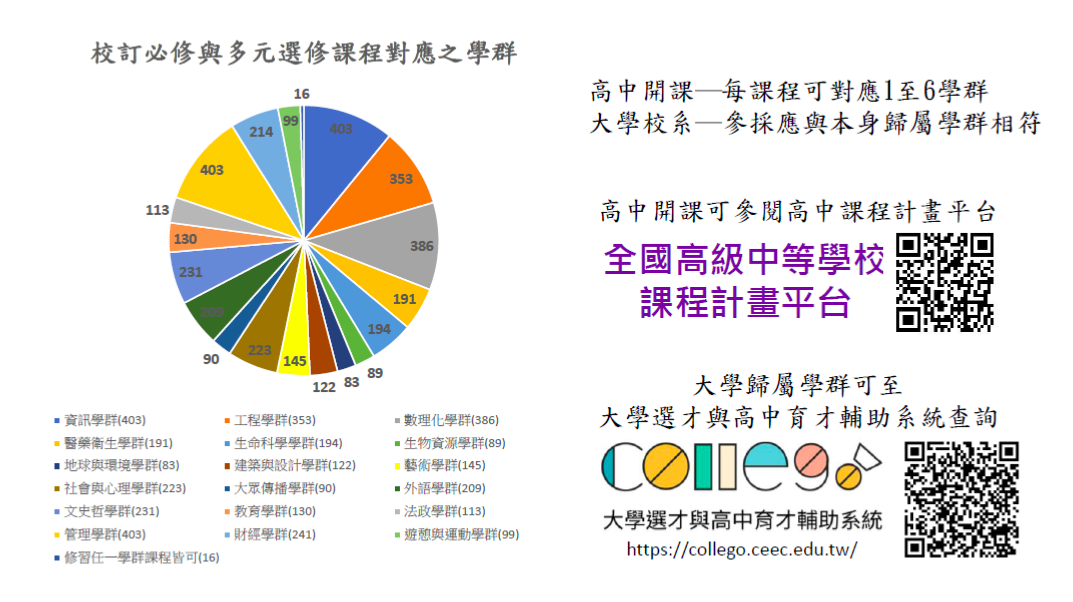 校訂必修與多元選修課程對應之學群
16
99
403
214
353
403
386
113
130
191
231
194
209
89
90
83
223
122
145
資訊學群(403)
工程學群(353)
數理化學群(386)
醫藥衛生學群(191)
生命科學學群(194)
生物資源學群(89)
地球與環境學群(83)
建築與設計學群(122)
藝術學群(145)
社會與心理學群(223)
大眾傳播學群(90)
外語學群(209)
文史哲學群(231)
教育學群(130)
法政學群(113)
管理學群(403)
財經學群(241)
遊憩與運動學群(99)
修習任一學群課程皆可(16)
高中開課—每課程可對應1至6學群
大學校系—參採應與本身歸屬學群相符
高中開課可參閱高中課程計畫平台
全國高級中等學校
課程計畫平台
大學歸屬學群可至
大學選才與高中育才輔助系統查詢
Collego!
大學選才與高中育才輔助系統
https://collego.ceec.edu.tw/